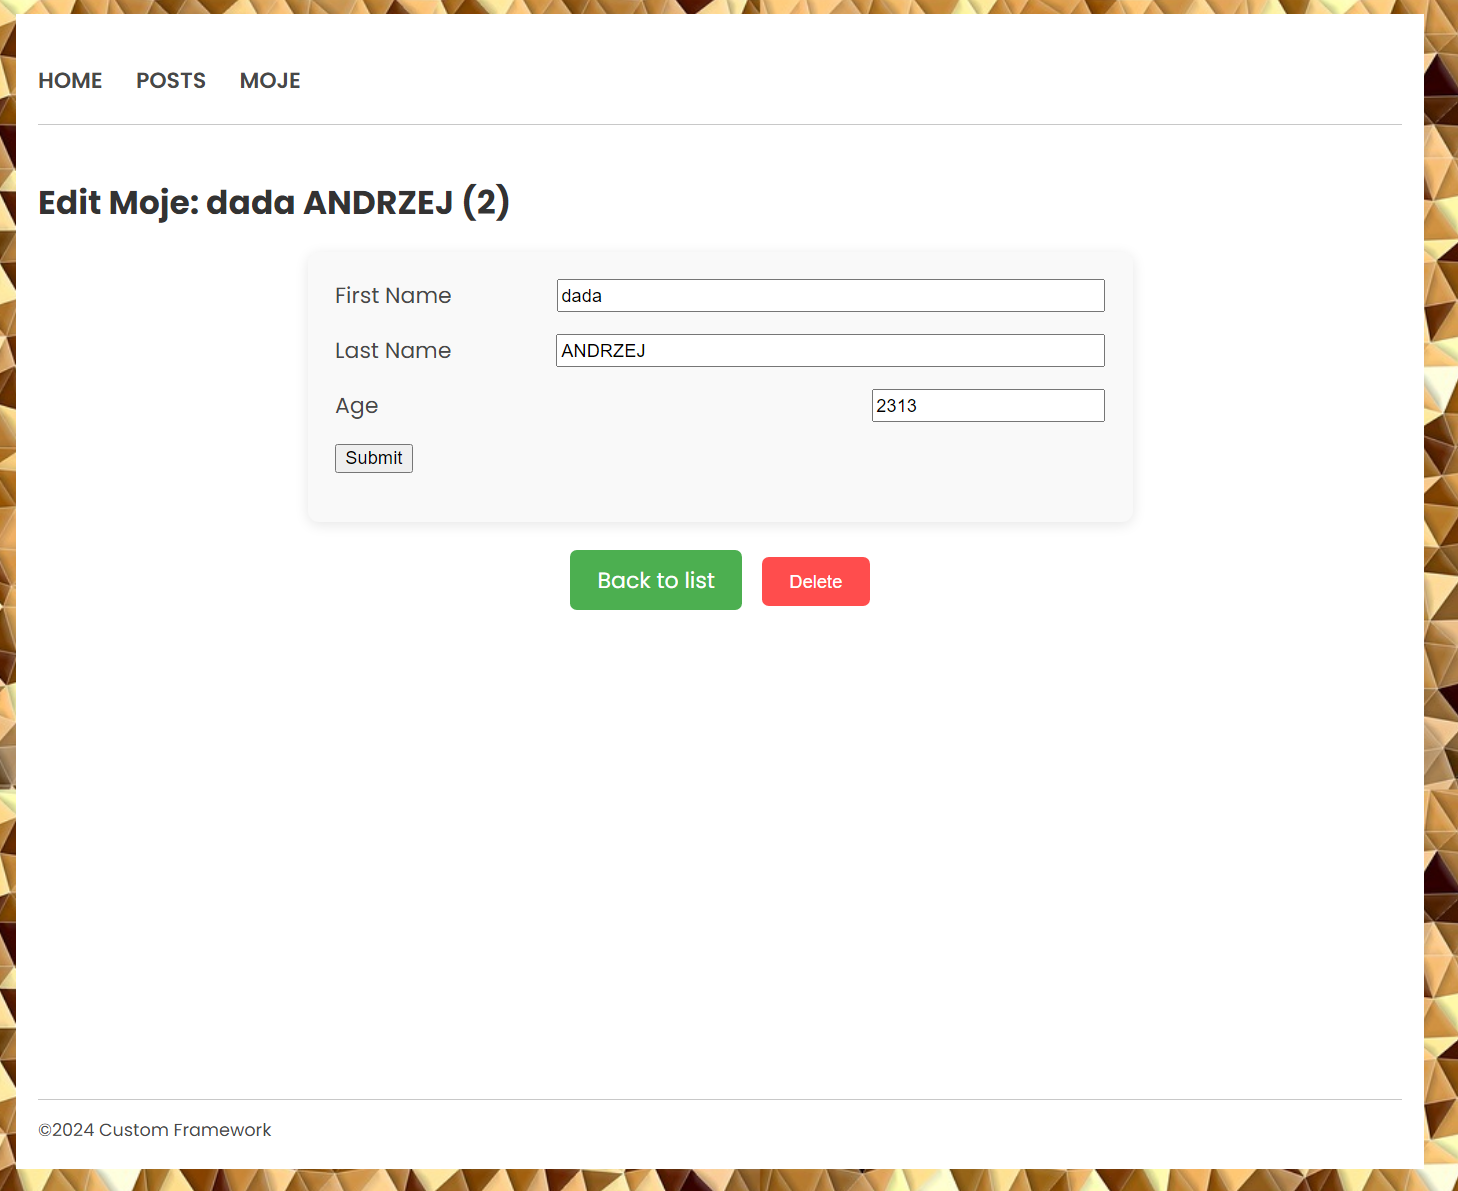 HOME POSTS MOJE
Edit Moje: dada ANDRZEJ (2)
First Name dada
Last Name ANDRZEJ
Age 2313
Submit
Back to list Delete
©2024 Custom Framework